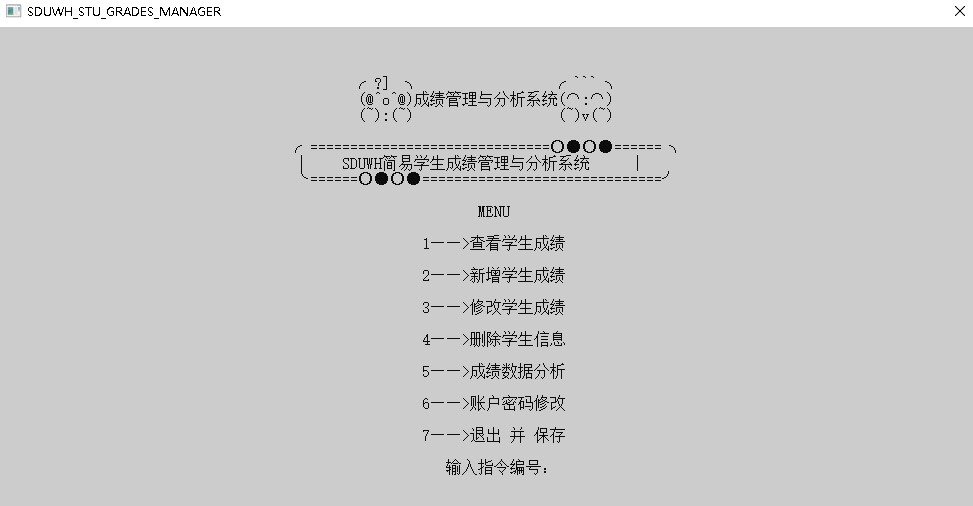 SDUWH_STU_GRADES_MANAGER
╭ ?] ╮ ╭ ``` ╮
(@^o^@)成绩管理与分析系统(⌒:⌒)
(~):(~) (~)v(~)
╭ ==============================○●○●====== ╮
│ SDUWH简易学生成绩管理与分析系统 │
╰======○●○●==============================╯
MENU
1——>查看学生成绩
2——>新增学生成绩
3——>修改学生成绩
4——>删除学生信息
5——>成绩数据分析
6——>账户密码修改
7——>退出 并 保存
输入指令编号: